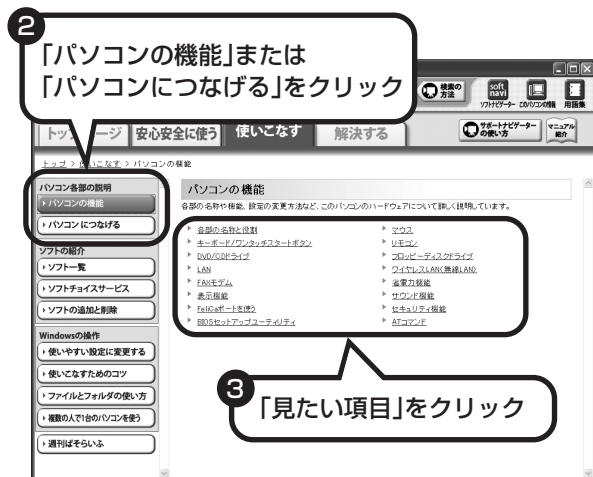 2
「パソコンの機能」または
「パソコンにつなげる」をクリック
検索の方法
soft navi
ソフトナビゲーター
このパソコンの情報
用語集
トッ ージ
安心安全に使う
使いこなす
解決する
サポートナビゲーターの使い方
マニュアル紹介
トップ > 使いこなす > パソコンの機能
パソコン各部の説明
パソコンの機能
パソコンにつなげる
ソフトの紹介
ソフト一覧
ソフトチョイスサービス
ソフトの追加と削除
Windowsの操作
使いやすい設定に変更する
使いこなすためのコツ
ファイルとフォルダの使い方
複数の人で1台のパソコンを使う
週刊ぱそらいふ
パソコンの機能
各部の名称や機能、設定の変更方法など、このパソコンのハードウェアについて詳しく説明しています。
各部の名称と役割
キーボード/ワンタッチスタートボタン
DVD/CDドライブ
LAN
FAXモデム
表示機能
FeliCaポートを使う
BIOSセットアップユーティリティ
マウス
リモコン
フロッピーディスクドライブ
ワイヤレスLAN(無線LAN)
省電力機能
サウンド機能
セキュリティ機能
ATコマンド
3
「見たい項目」をクリック